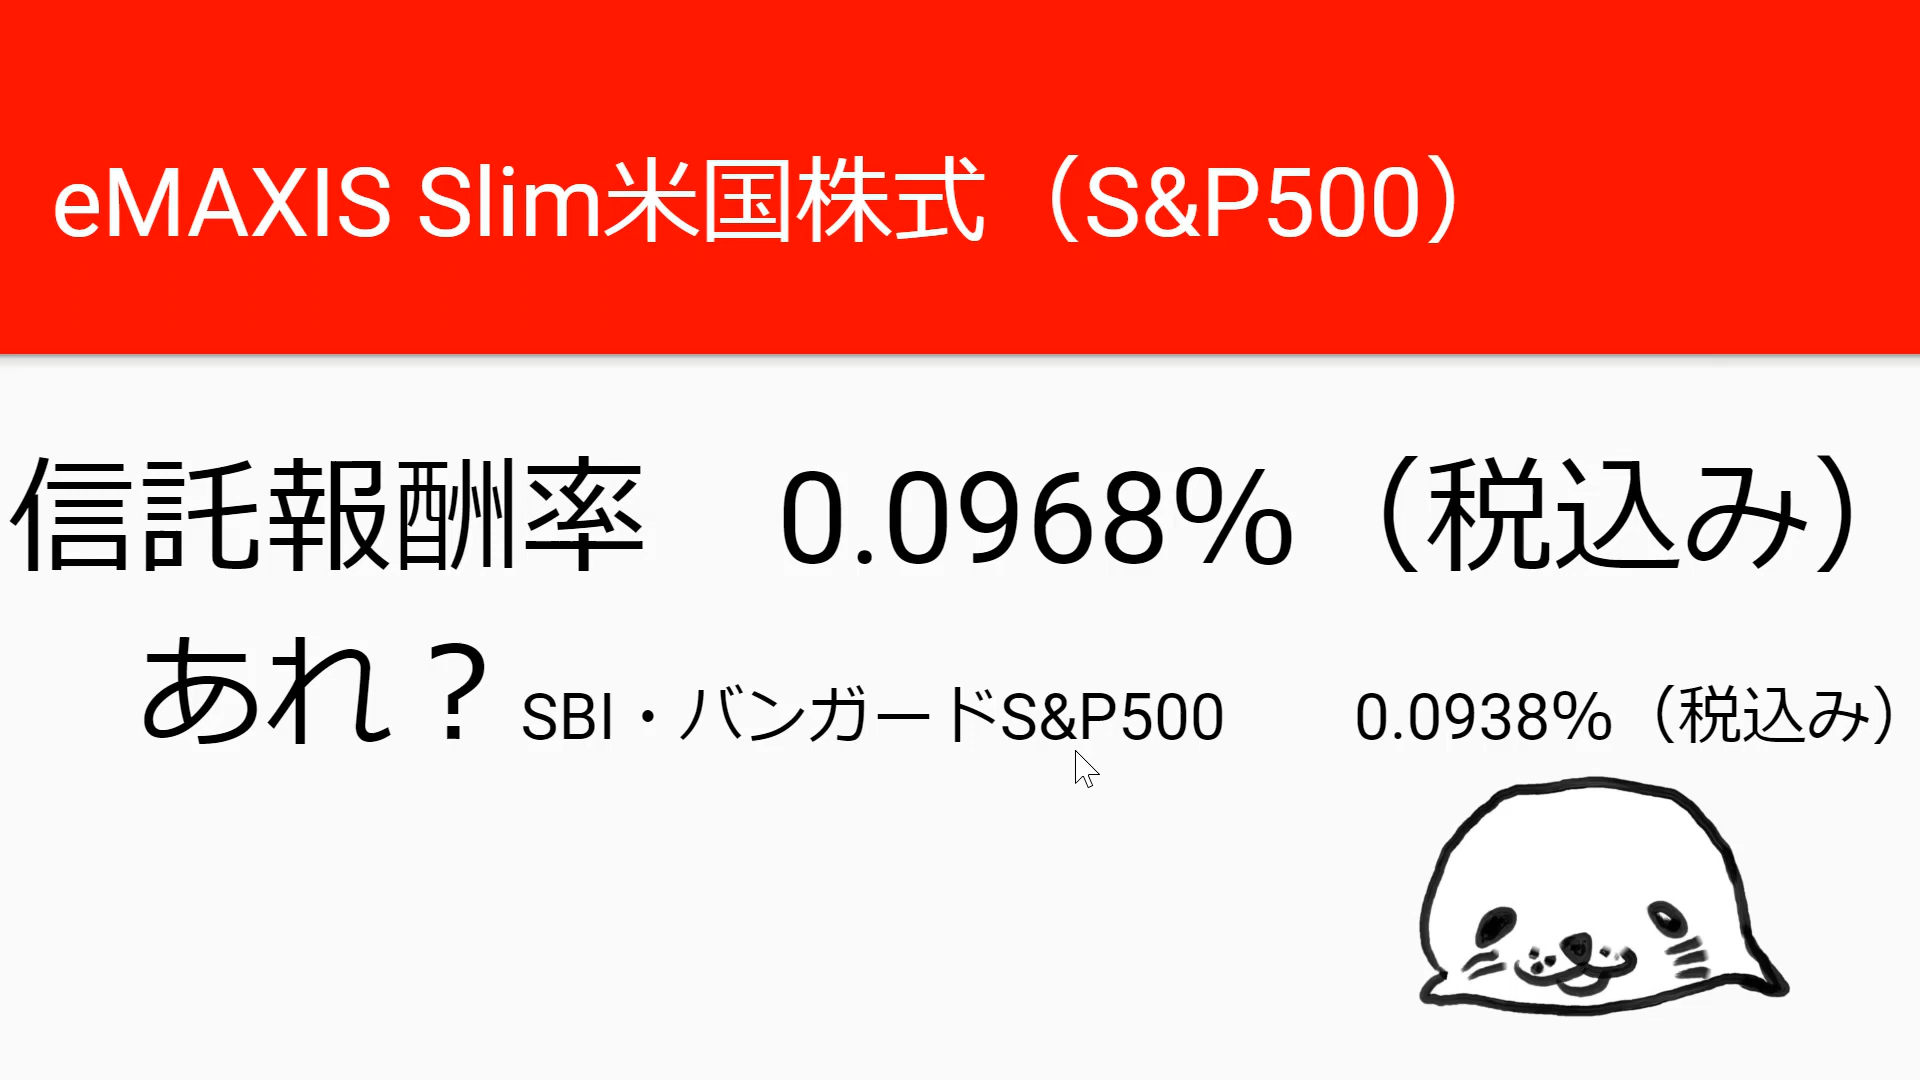 eMAXIS Slim米国株式（S&P500）
信託報酬率　0.0968%（税込み）
あれ？SBI・バンガードS&P500　　0.0938%（税込み）